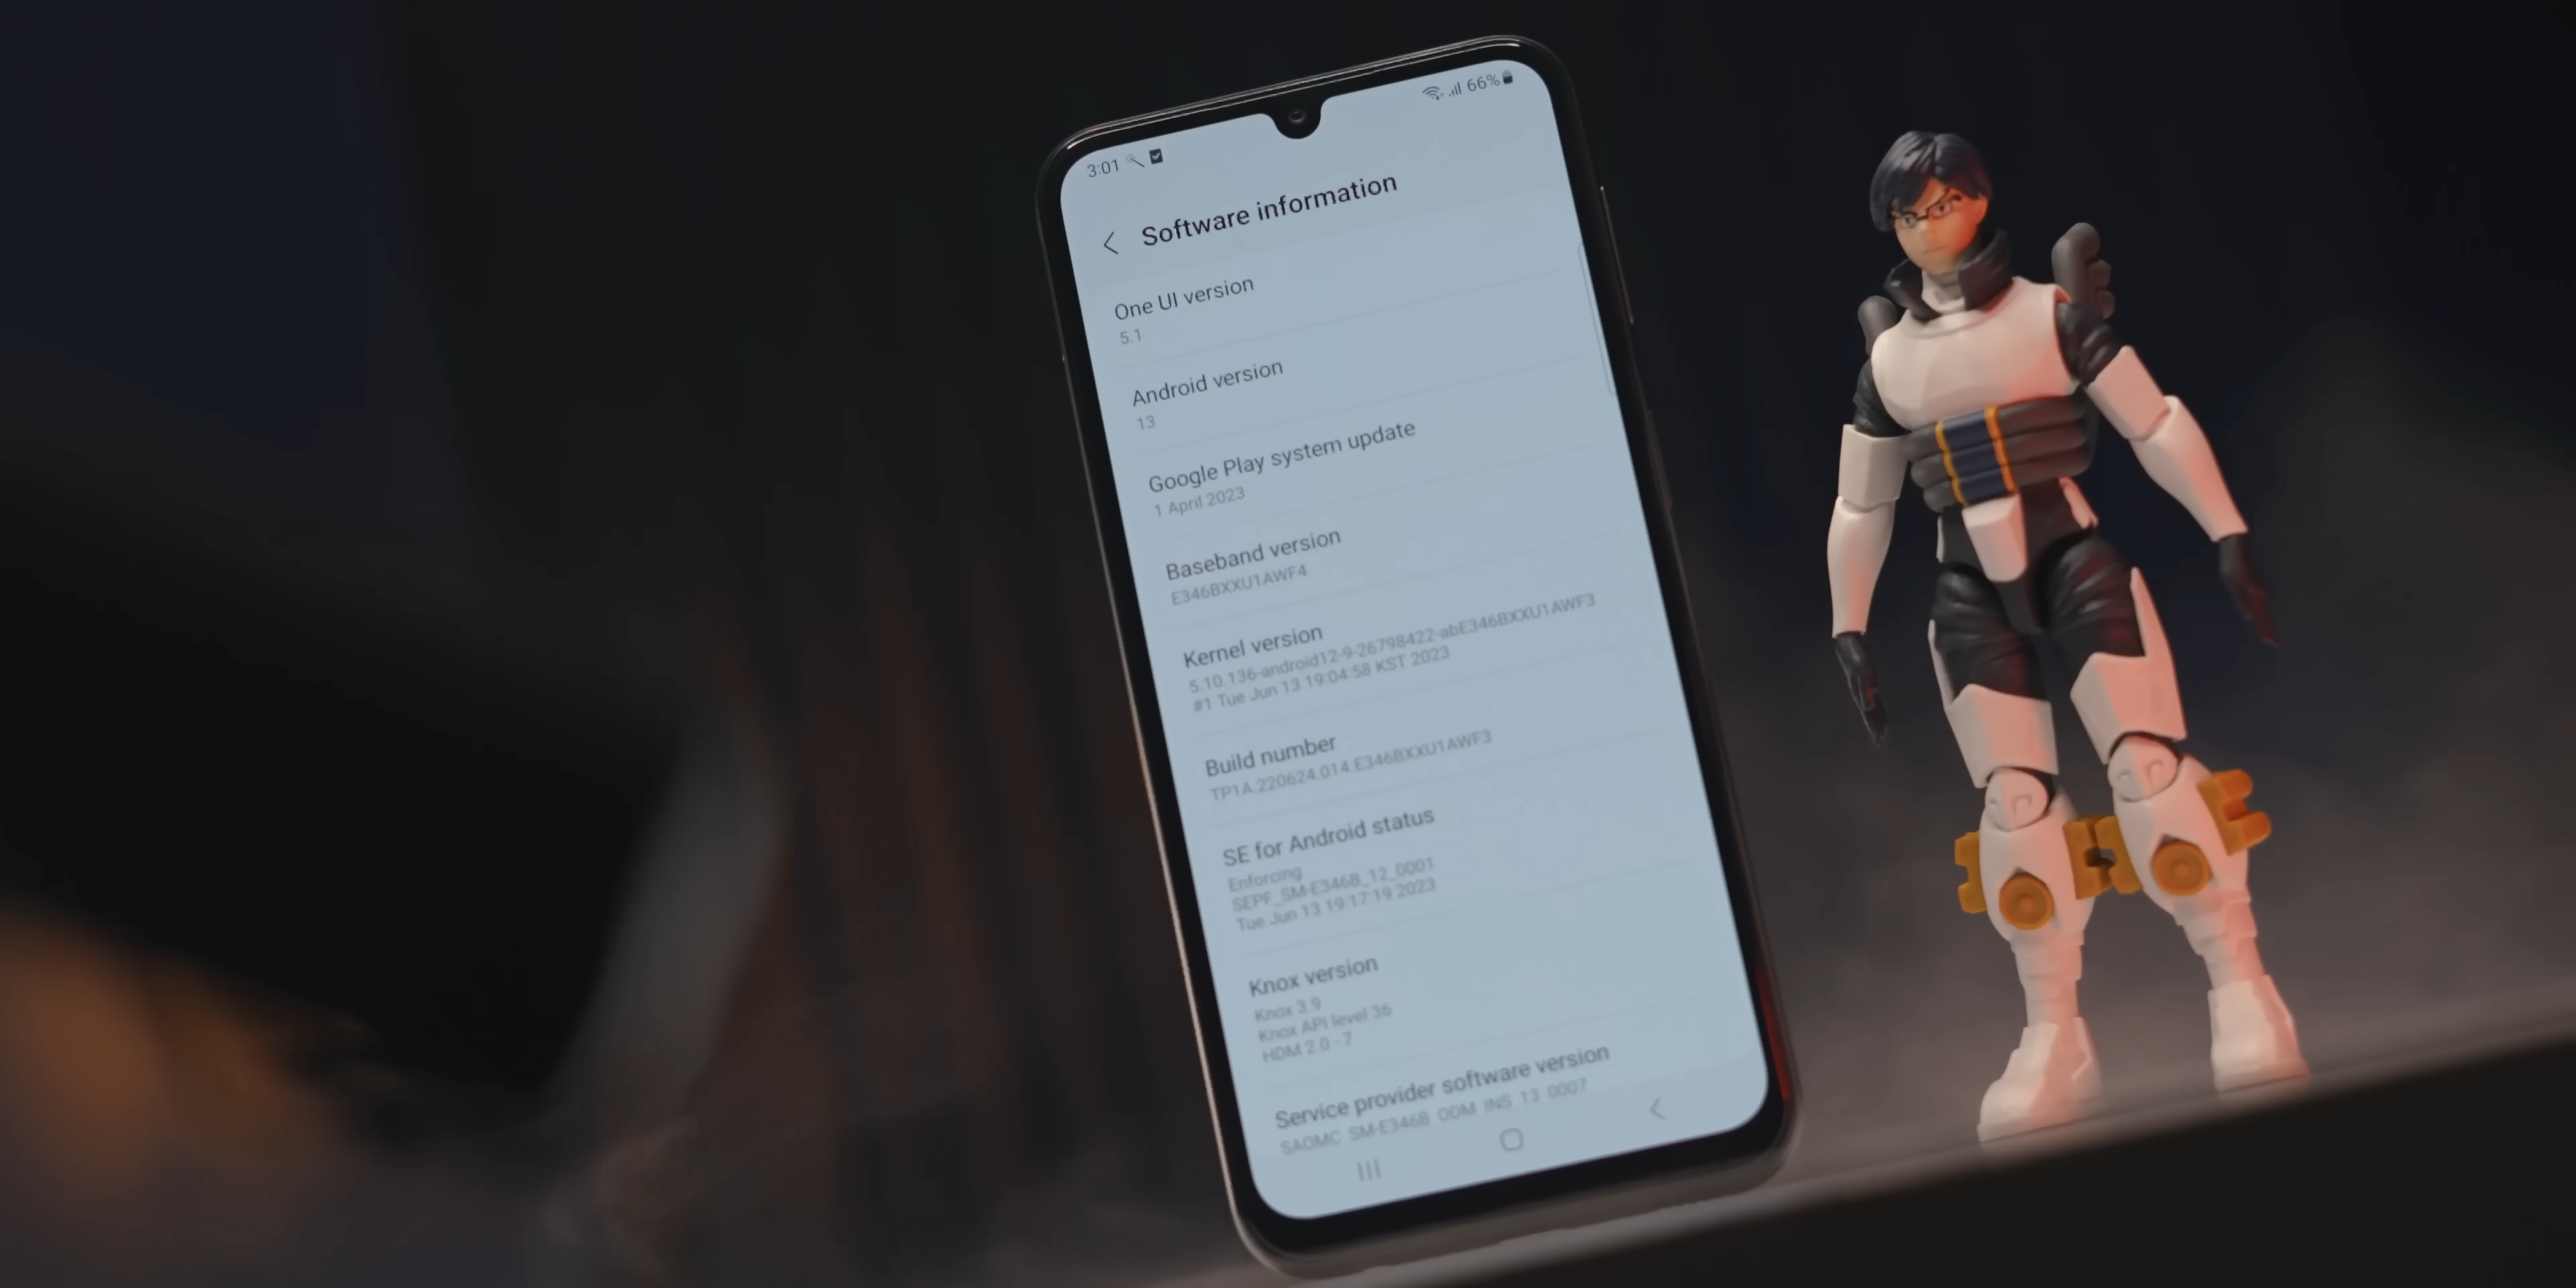 3:01
66%
Software information
One UI version
5.1
Android version
13
Google Play system update
1 April 2023
Baseband version
E346BXXU1AWF4
Kernel version
5.10.136-android12-9-26798422-abE346BXXU1AWF3
#1 Tue Jun 13 19:04:58 KST 2023
Build number
TP1A.220624.014.E346BXXU1AWF3
SE for Android status
Enforcing
SEPF_SM-E346B_12_0001
Tue Jun 13 19:17:19 2023
Knox version
Knox 3.9
Knox API level 36
HDM 2.0 - 7
Service provider software version
SAOMC_SM-E346B_ODM_INS_13_0007